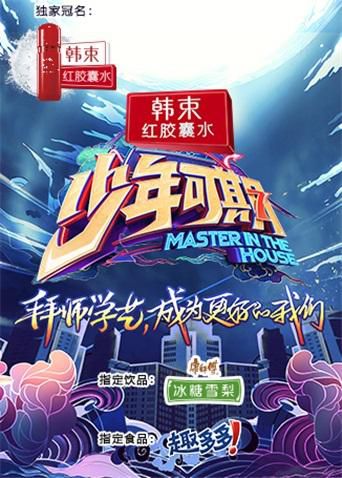 独家冠名：
韩束
红胶囊水
韩束
红胶囊水
少年可期
MASTER IN THE
HOUSE
拜师学艺，成为更好的我们
指定饮品：
康师傅
冰糖雪梨
指定食品：
趣多多!